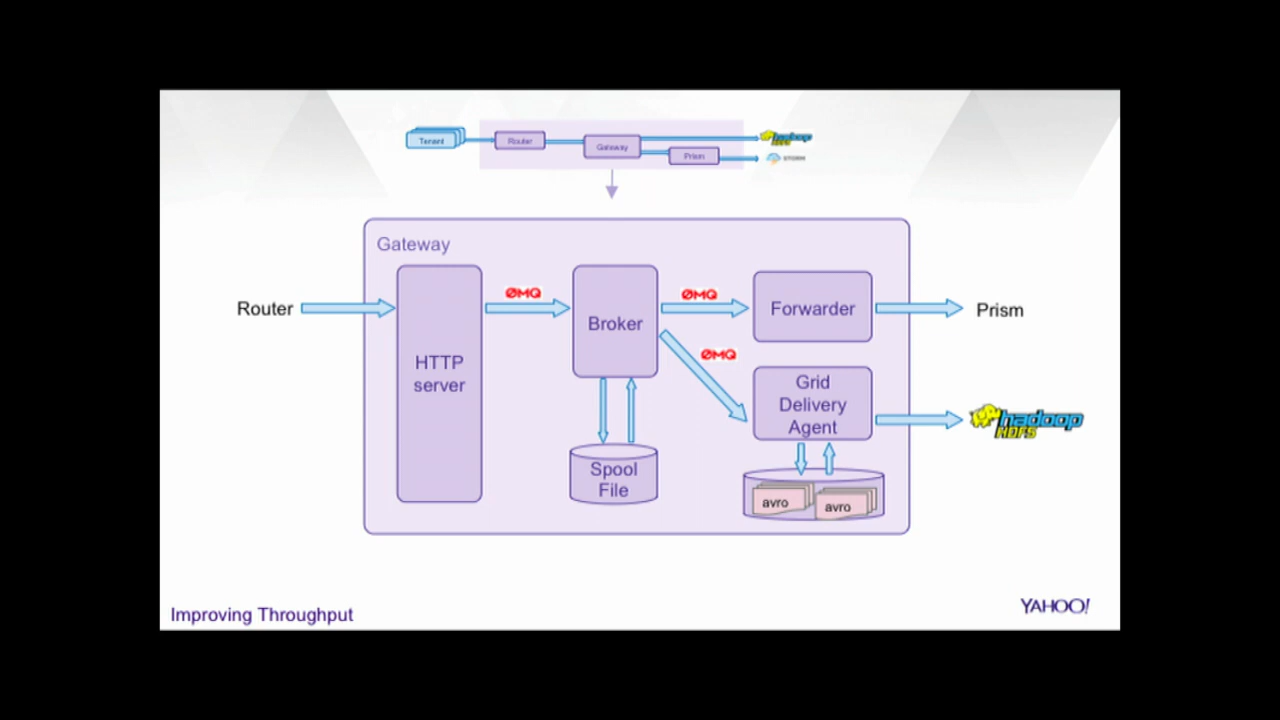 Tenant
Router
Gateway
Prism
hadoop
HDFS
STORM
Gateway
Router
HTTP
server
ØMQ
Broker
ØMQ
ØMQ
Forwarder
Prism
Grid
Delivery
Agent
hadoop
HDFS
Spool
File
avro
avro
Improving Throughput
YAHOO!